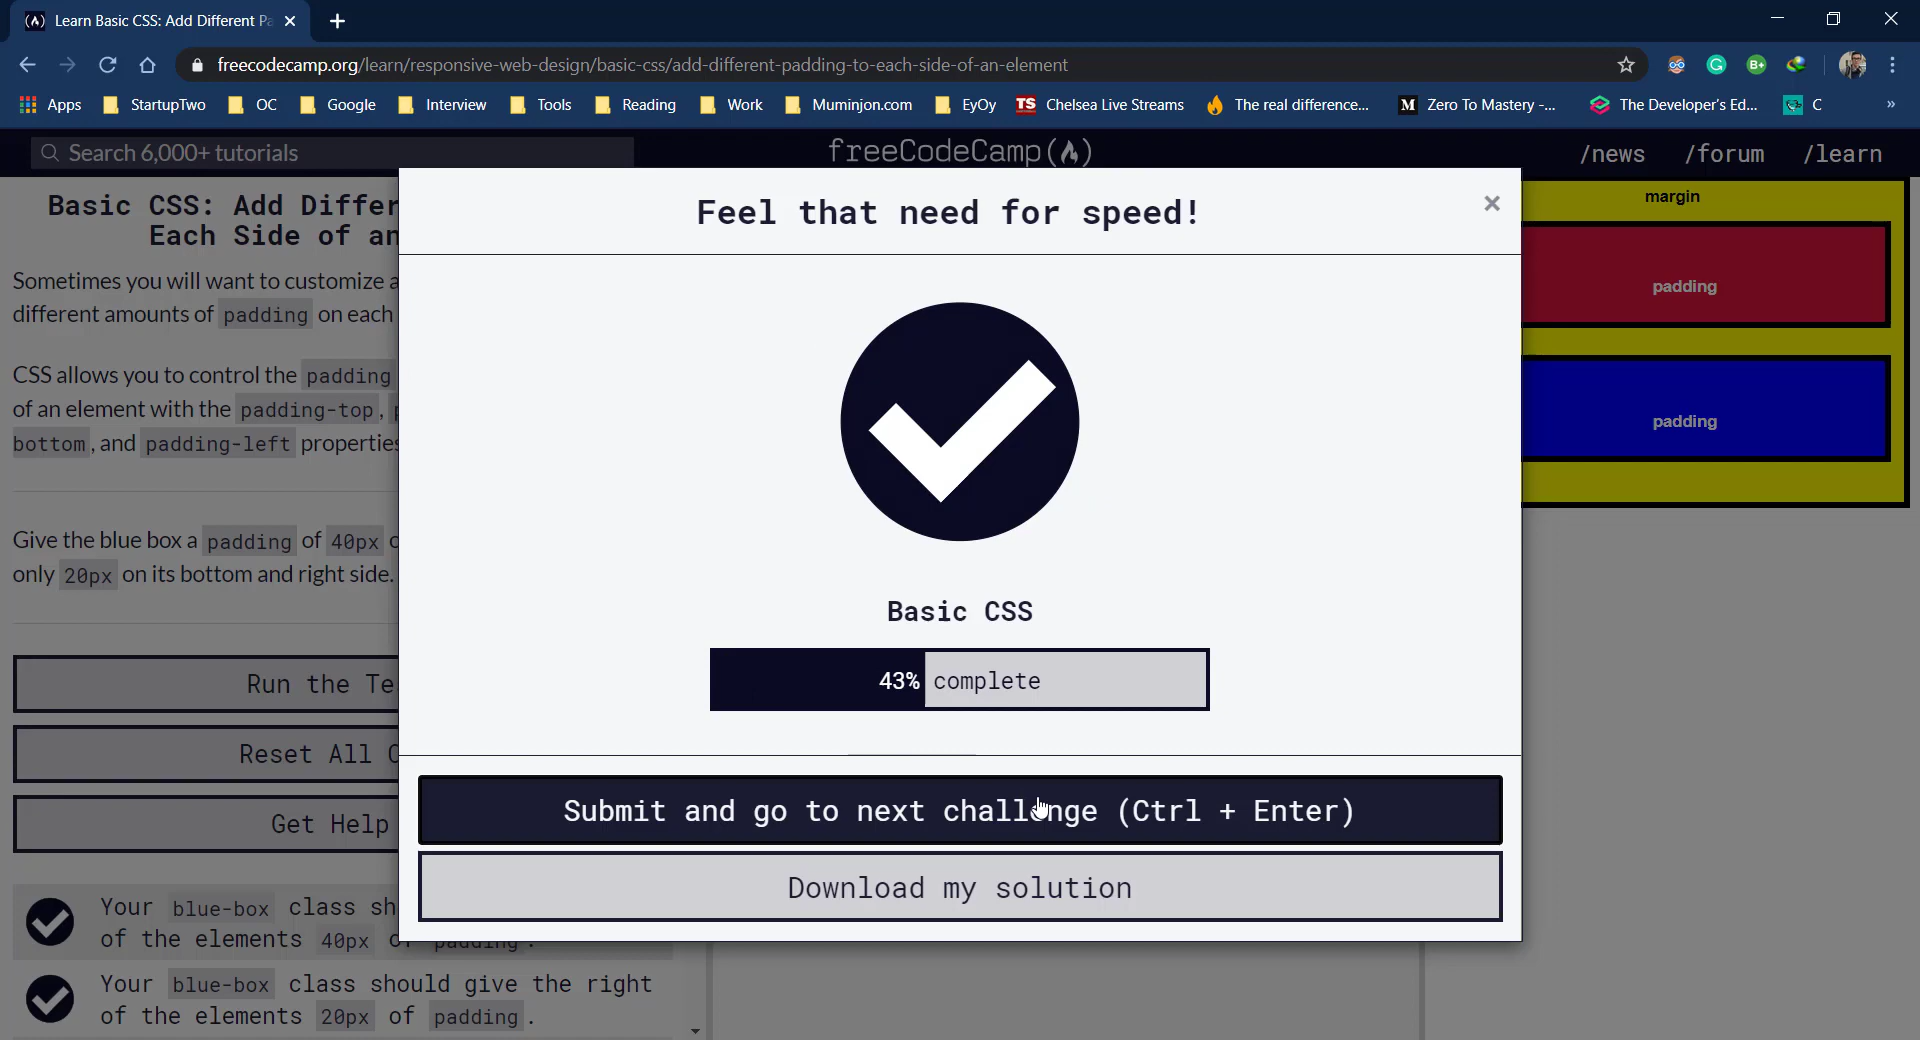 Learn Basic CSS: Add Different Pa
freecodecamp.org/learn/responsive-web-design/basic-css/add-different-padding-to-each-side-of-an-element
Apps StartupTwo OC Google Interview Tools Reading Work Muminjon.com EyOy TS Chelsea Live Streams The real difference... M Zero To Mastery -... The Developer's Ed... C »
Search 6,000+ tutorials
freeCodeCamp
/news /forum /learn
Basic CSS: Add Differ
Each Side of an
Sometimes you will want to customize a
different amounts of padding on each
CSS allows you to control the padding
of an element with the padding-top, p
bottom, and padding-left properties
Give the blue box a padding of 40px o
only 20px on its bottom and right side.
Run the Te
Reset All C
Get Help
Your blue-box class sh
of the elements 40px of padding.
Your blue-box class should give the right
of the elements 20px of padding.
Feel that need for speed!
×
Basic CSS
43% complete
Submit and go to next challenge (Ctrl + Enter)
Download my solution
margin
padding
padding